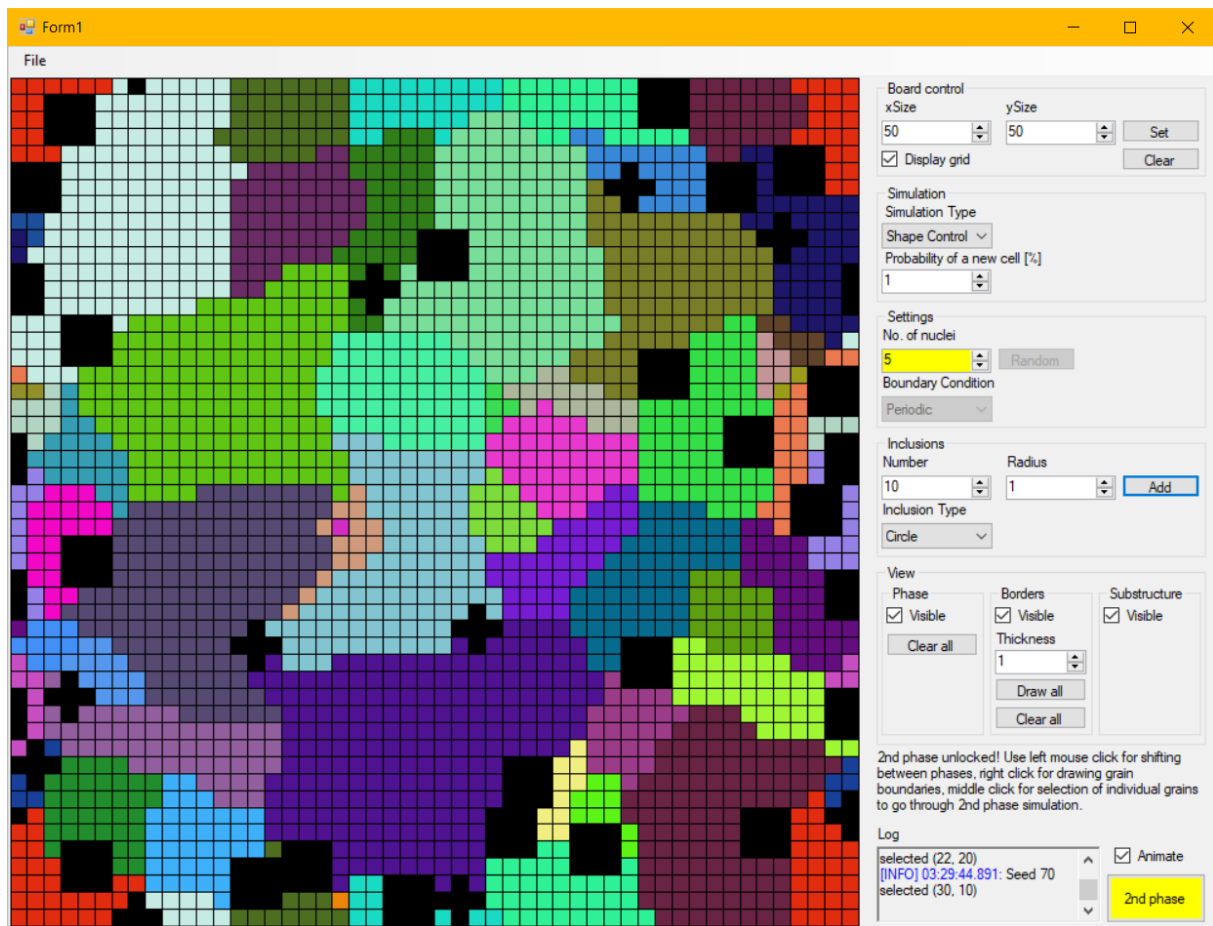 Form1
File
Board control
xSize ySize
50 50 Set
Display grid Clear
Simulation
Simulation Type
Shape Control
Probability of a new cell [%]
1
Settings
No. of nuclei
5 Random
Boundary Condition
Periodic
Inclusions
Number Radius
10 1 Add
Inclusion Type
Circle
View
Phase Borders Substructure
Visible Visible Visible
Clear all Thickness
1
Draw all
Clear all
2nd phase unlocked! Use left mouse click for shifting
between phases, right click for drawing grain
boundaries, middle click for selection of individual grains
to go through 2nd phase simulation.
Log
selected (22, 20) Animate
[INFO] 03:29:44.891: Seed 70
selected (30, 10) 2nd phase